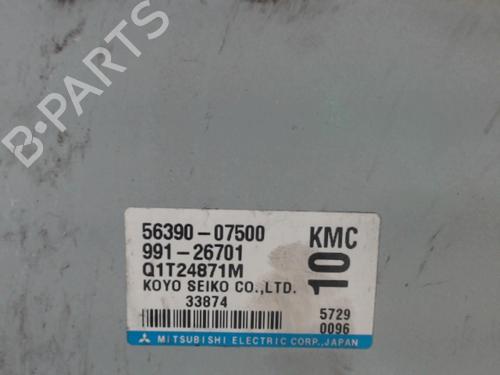 B-PARTS
56390-07500
KMC
991-26701
Q1T24871M
10
KOYO SEIKO CO.,LTD.
33874
5729
0096
MITSUBISHI ELECTRIC CORP., JAPAN